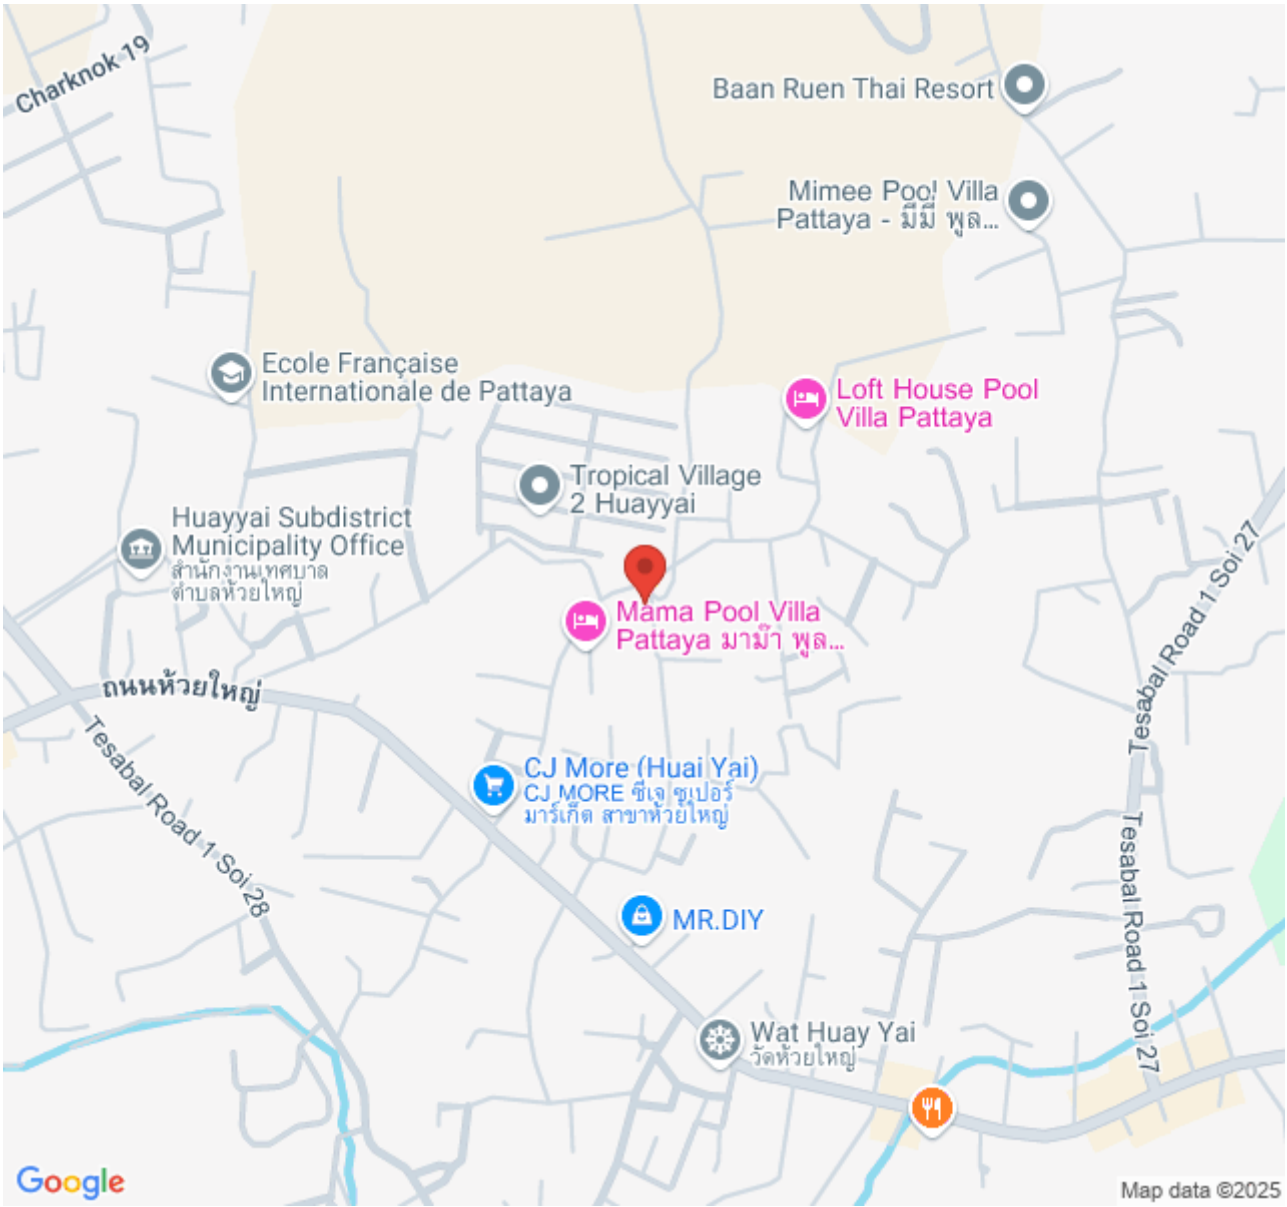 Charknok 19
Baan Ruen Thai Resort
Mimee Pool Villa
Pattaya - มีมี่ พูล...
Ecole Française
Internationale de Pattaya
Loft House Pool
Villa Pattaya
Tropical Village
2 Huayyai
Huayyai Subdistrict
Municipality Office
สำนักงานเทศบาล
ตำบลห้วยใหญ่
Tesabal Road 1 Soi 27
Mama Pool Villa
Pattaya มาม๊า พูล...
ถนนห้วยใหญ่
Tesabal Road 1 Soi 28
CJ More (Huai Yai)
CJ MORE ซีเจ ซูเปอร์
มาร์เก็ต สาขาห้วยใหญ่
Tesabal Road 1 Soi 27
MR.DIY
Wat Huay Yai
วัดห้วยใหญ่
Google
Map data ©2025